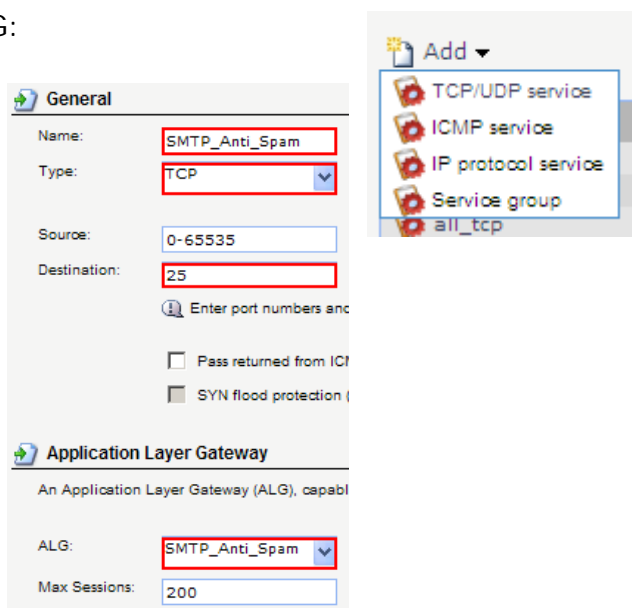 G:
General
Name: SMTP_Anti_Spam
Type: TCP
Source: 0-65535
Destination: 25
Enter port numbers and
Pass returned from ICM
SYN flood protection (
Application Layer Gateway
An Application Layer Gateway (ALG), capabl
ALG: SMTP_Anti_Spam
Max Sessions: 200
Add
TCP/UDP service
ICMP service
IP protocol service
Service group
all_tcp